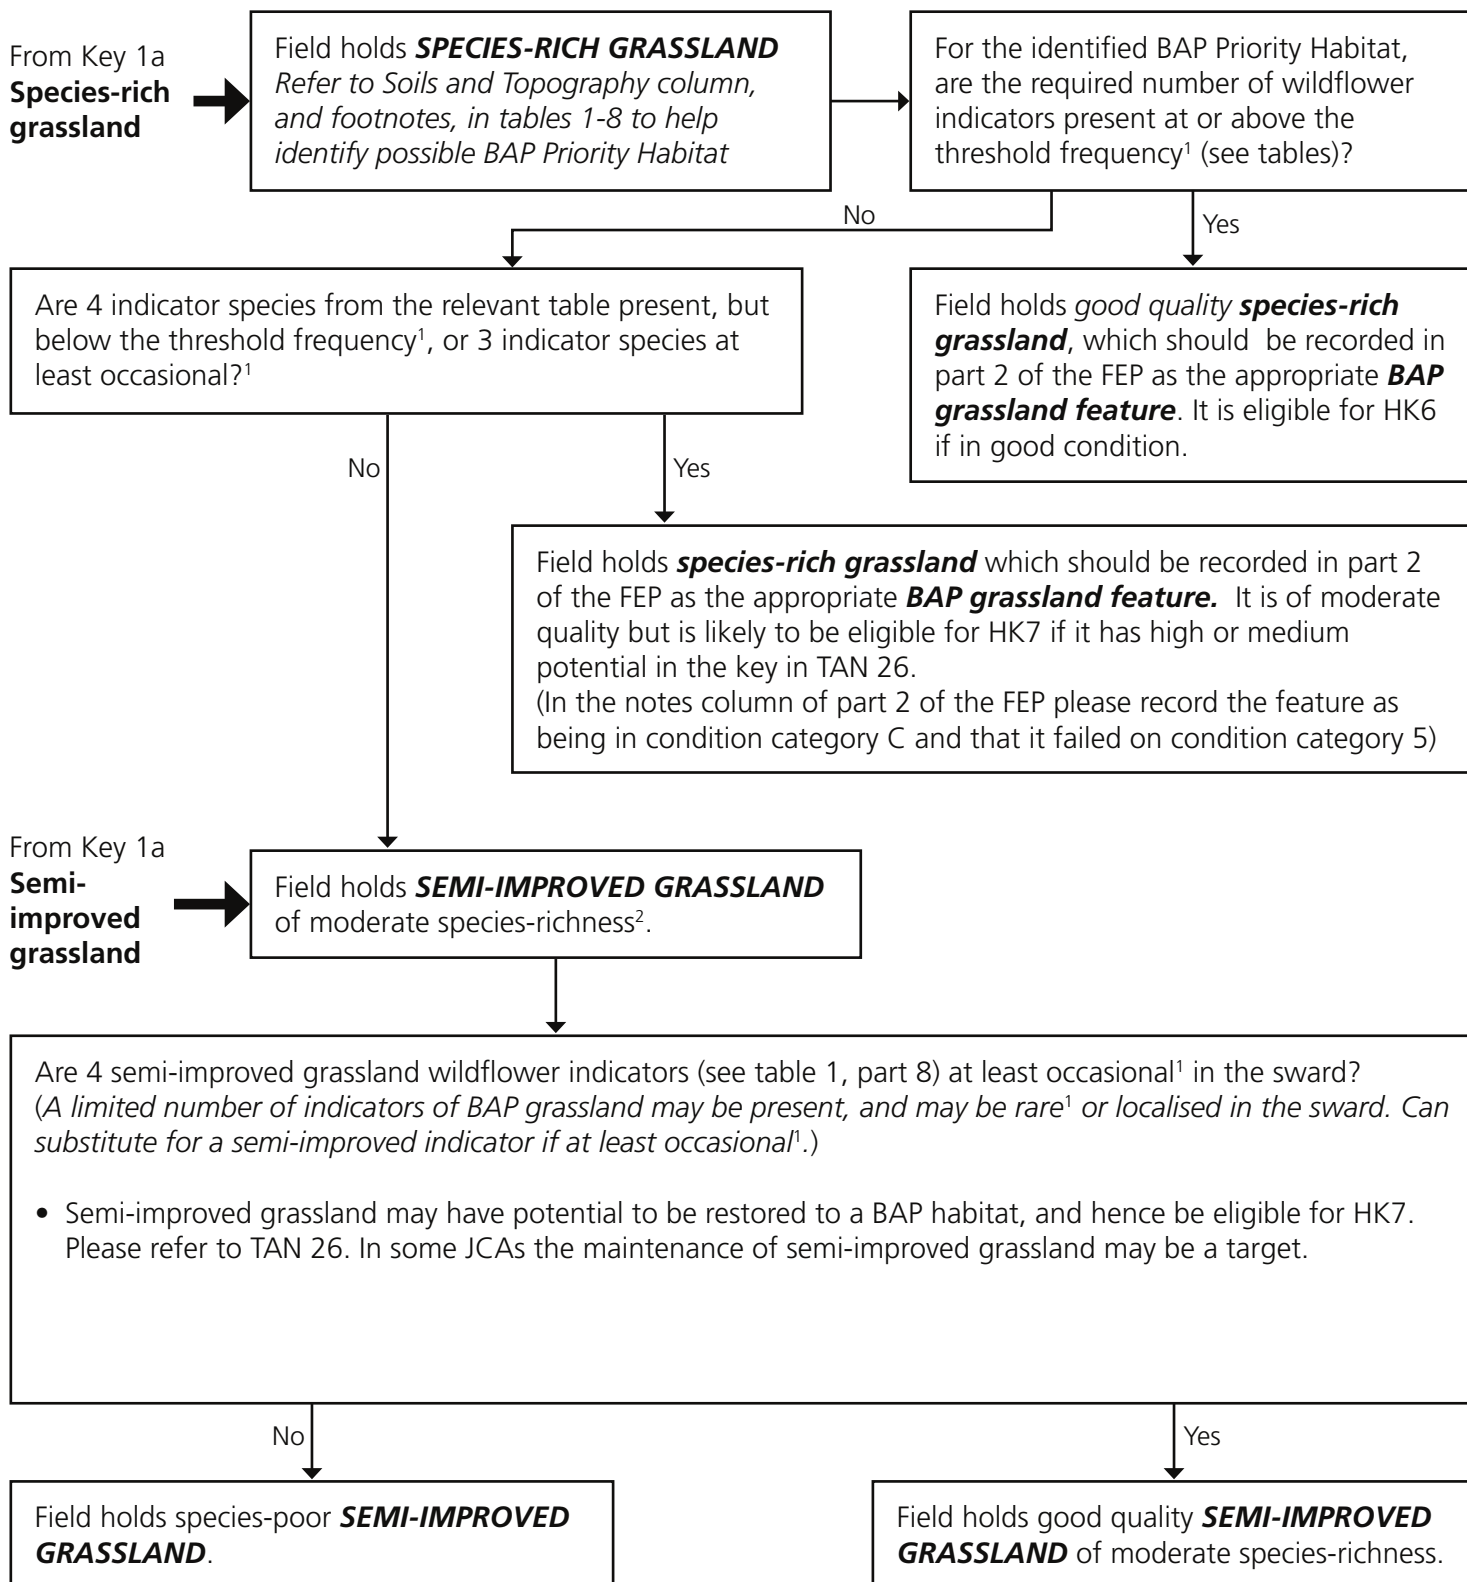 From Key 1a
Species-rich
grassland
Field holds SPECIES-RICH GRASSLAND
Refer to Soils and Topography column,
and footnotes, in tables 1-8 to help
identify possible BAP Priority Habitat
For the identified BAP Priority Habitat,
are the required number of wildflower
indicators present at or above the
threshold frequency¹ (see tables)?
No
Yes
Are 4 indicator species from the relevant table present, but
below the threshold frequency¹, or 3 indicator species at
least occasional?¹
Field holds good quality species-rich
grassland, which should be recorded in
part 2 of the FEP as the appropriate BAP
grassland feature. It is eligible for HK6
if in good condition.
No
Yes
Field holds species-rich grassland which should be recorded in part 2
of the FEP as the appropriate BAP grassland feature. It is of moderate
quality but is likely to be eligible for HK7 if it has high or medium
potential in the key in TAN 26.
(In the notes column of part 2 of the FEP please record the feature as
being in condition category C and that it failed on condition category 5)
From Key 1a
Semi-
improved
grassland
Field holds SEMI-IMPROVED GRASSLAND
of moderate species-richness².
Are 4 semi-improved grassland wildflower indicators (see table 1, part 8) at least occasional¹ in the sward?
(A limited number of indicators of BAP grassland may be present, and may be rare¹ or localised in the sward. Can
substitute for a semi-improved indicator if at least occasional¹.)
• Semi-improved grassland may have potential to be restored to a BAP habitat, and hence be eligible for HK7.
Please refer to TAN 26. In some JCAs the maintenance of semi-improved grassland may be a target.
No
Yes
Field holds species-poor SEMI-IMPROVED
GRASSLAND.
Field holds good quality SEMI-IMPROVED
GRASSLAND of moderate species-richness.